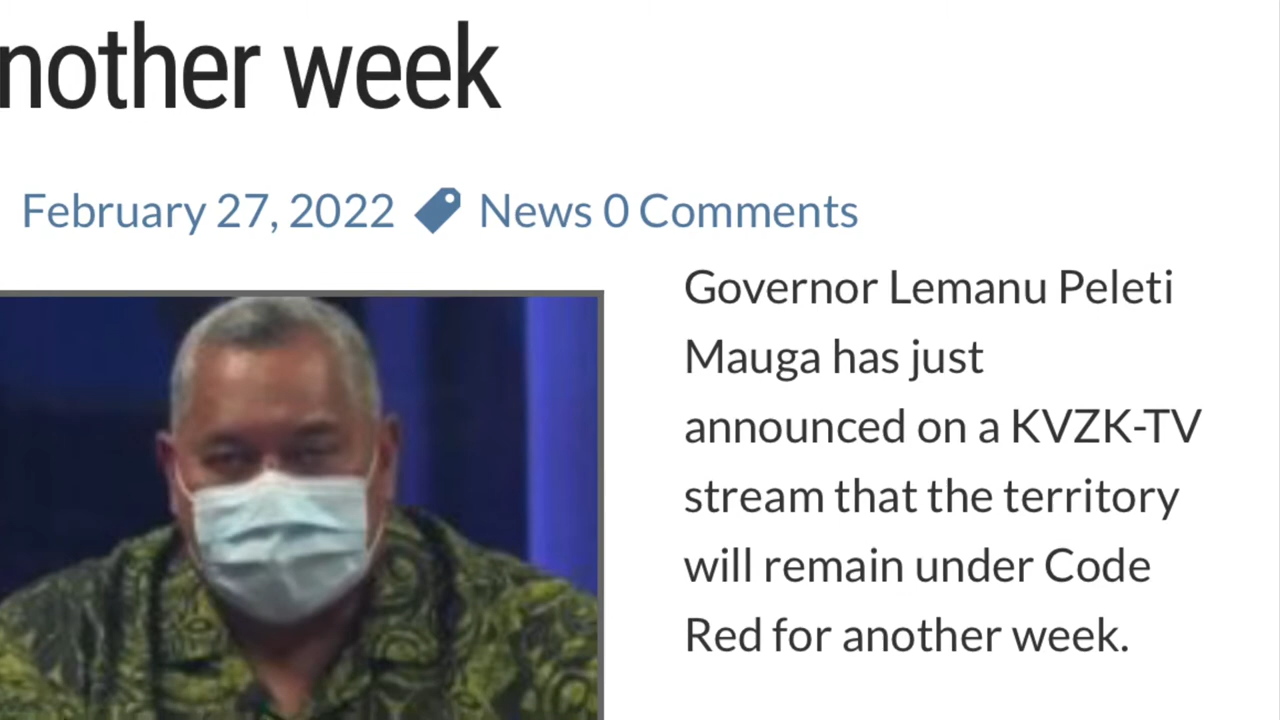 nother week
February 27, 2022 News 0 Comments
Governor Lemanu Peleti
Mauga has just
announced on a KVZK-TV
stream that the territory
will remain under Code
Red for another week.